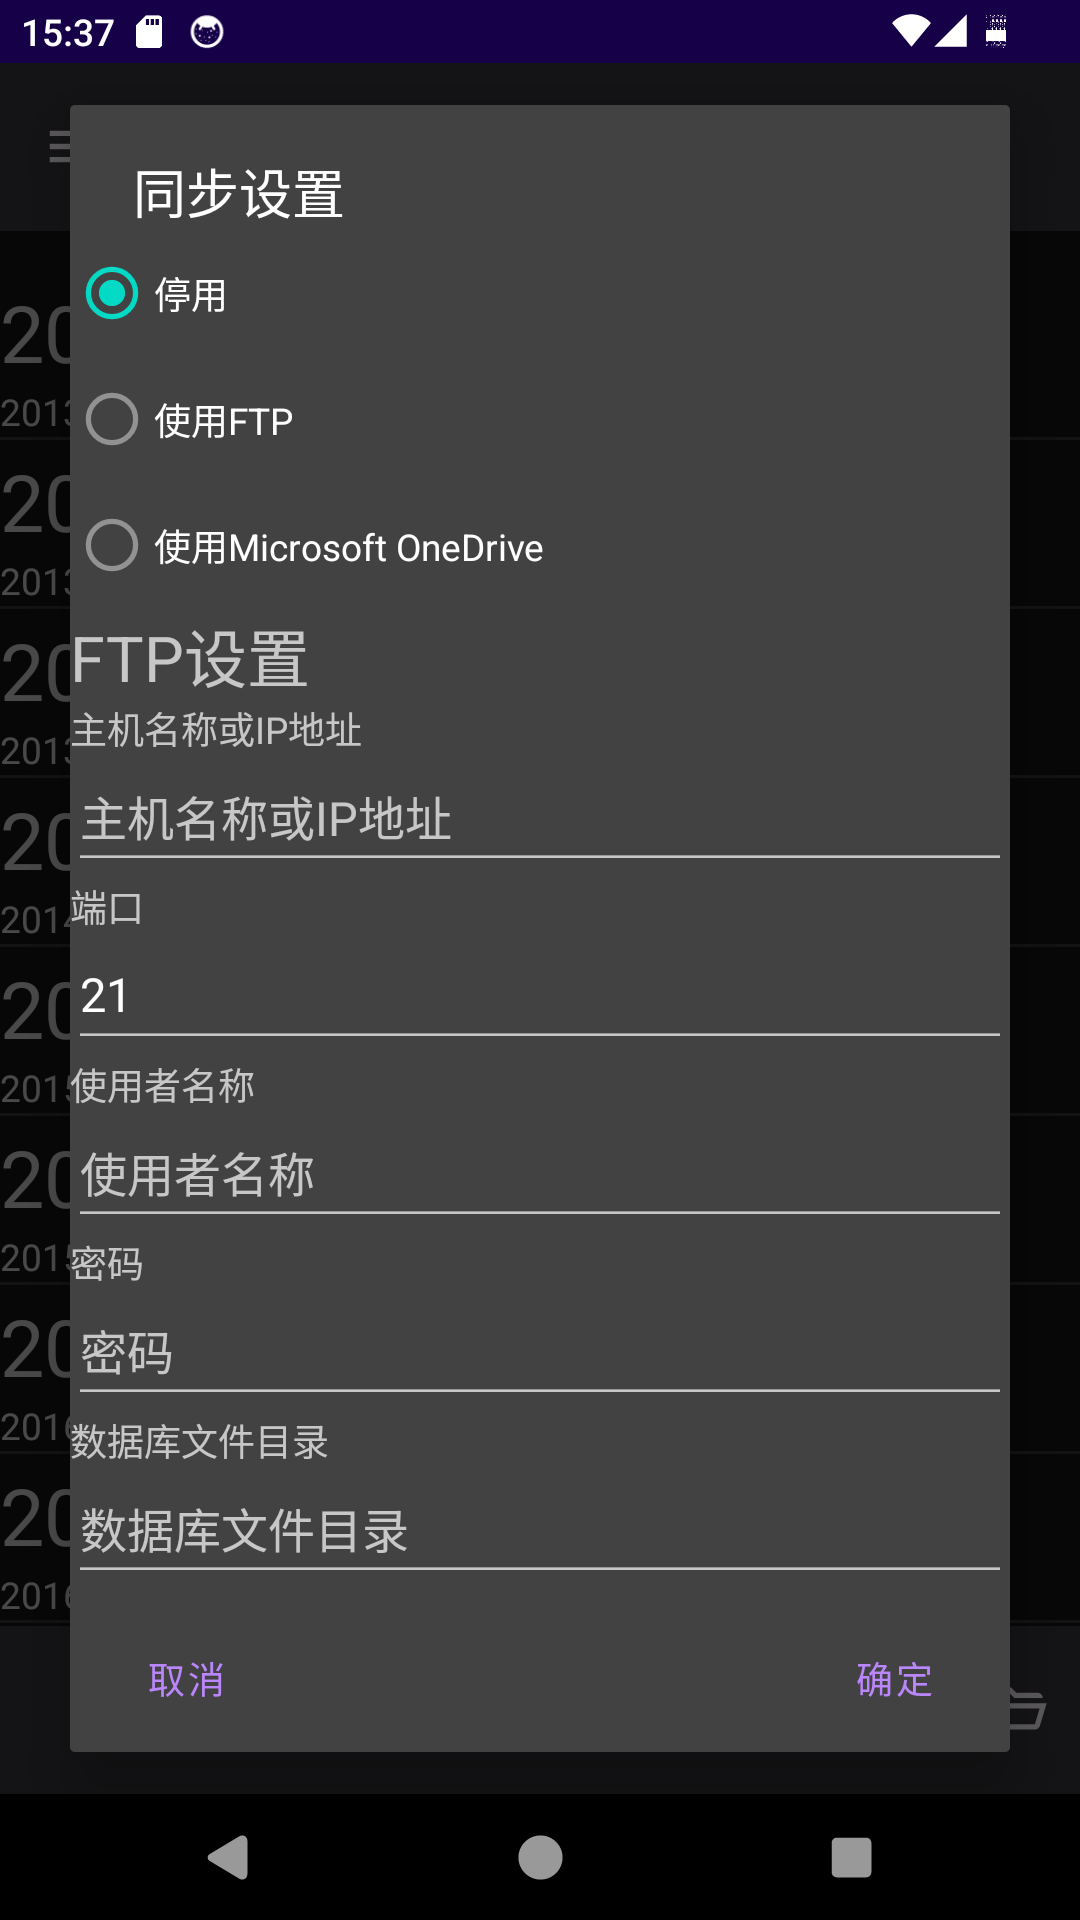 15:37
同步设置
停用
使用FTP
使用Microsoft OneDrive
FTP设置
主机名称或IP地址
主机名称或IP地址
端口
21
使用者名称
使用者名称
密码
密码
数据库文件目录
数据库文件目录
取消
确定